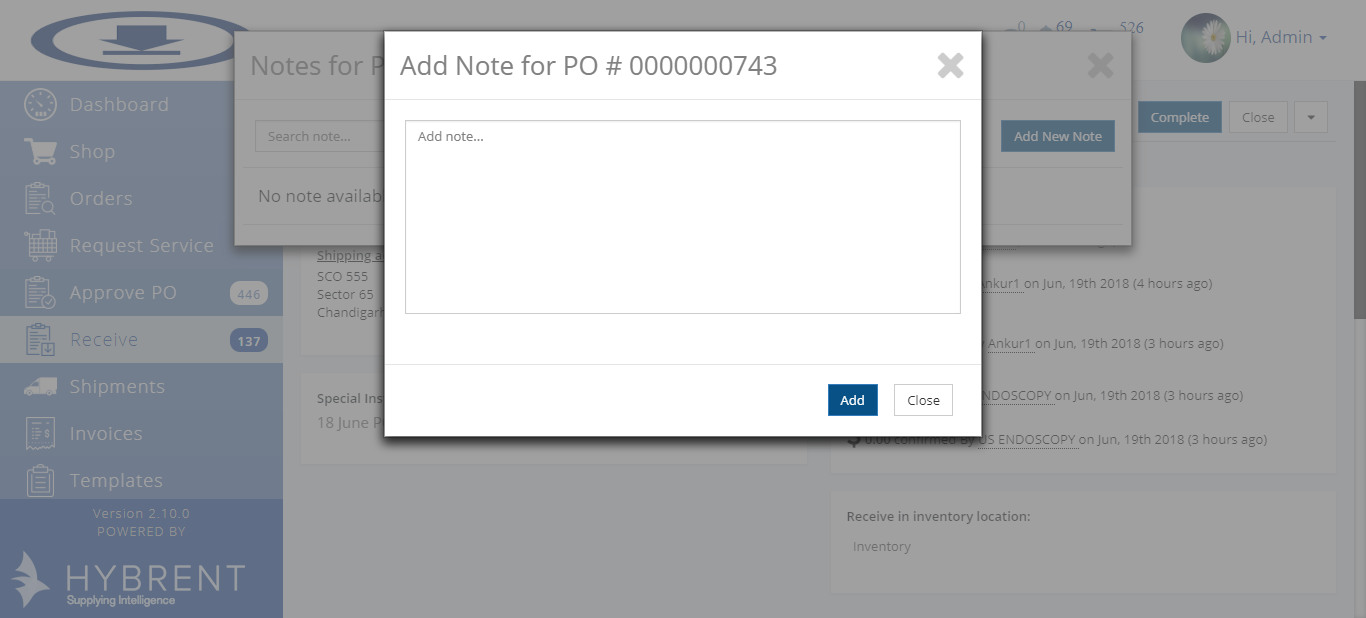 0 69 526
Hi, Admin
Notes for P
Add Note for PO # 0000000743
Dashboard
Shop
Orders
Request Service
Approve PO 446
Receive 137
Shipments
Invoices
Templates
Version 2.10.0
POWERED BY
HYBRENT
Supplying Intelligence
Search note...
Add New Note
No note availab
Add note...
Add Close
Complete Close
Shipping a
SCO 555
Sector 65
Chandigarh
Special Ins
18 June P
Ankur1 on Jun, 19th 2018 (4 hours ago)
Ankur1 on Jun, 19th 2018 (3 hours ago)
NDOSCOPY on Jun, 19th 2018 (3 hours ago)
$ 0.00 confirmed By US ENDOSCOPY on Jun, 19th 2018 (3 hours ago)
Receive in inventory location:
Inventory